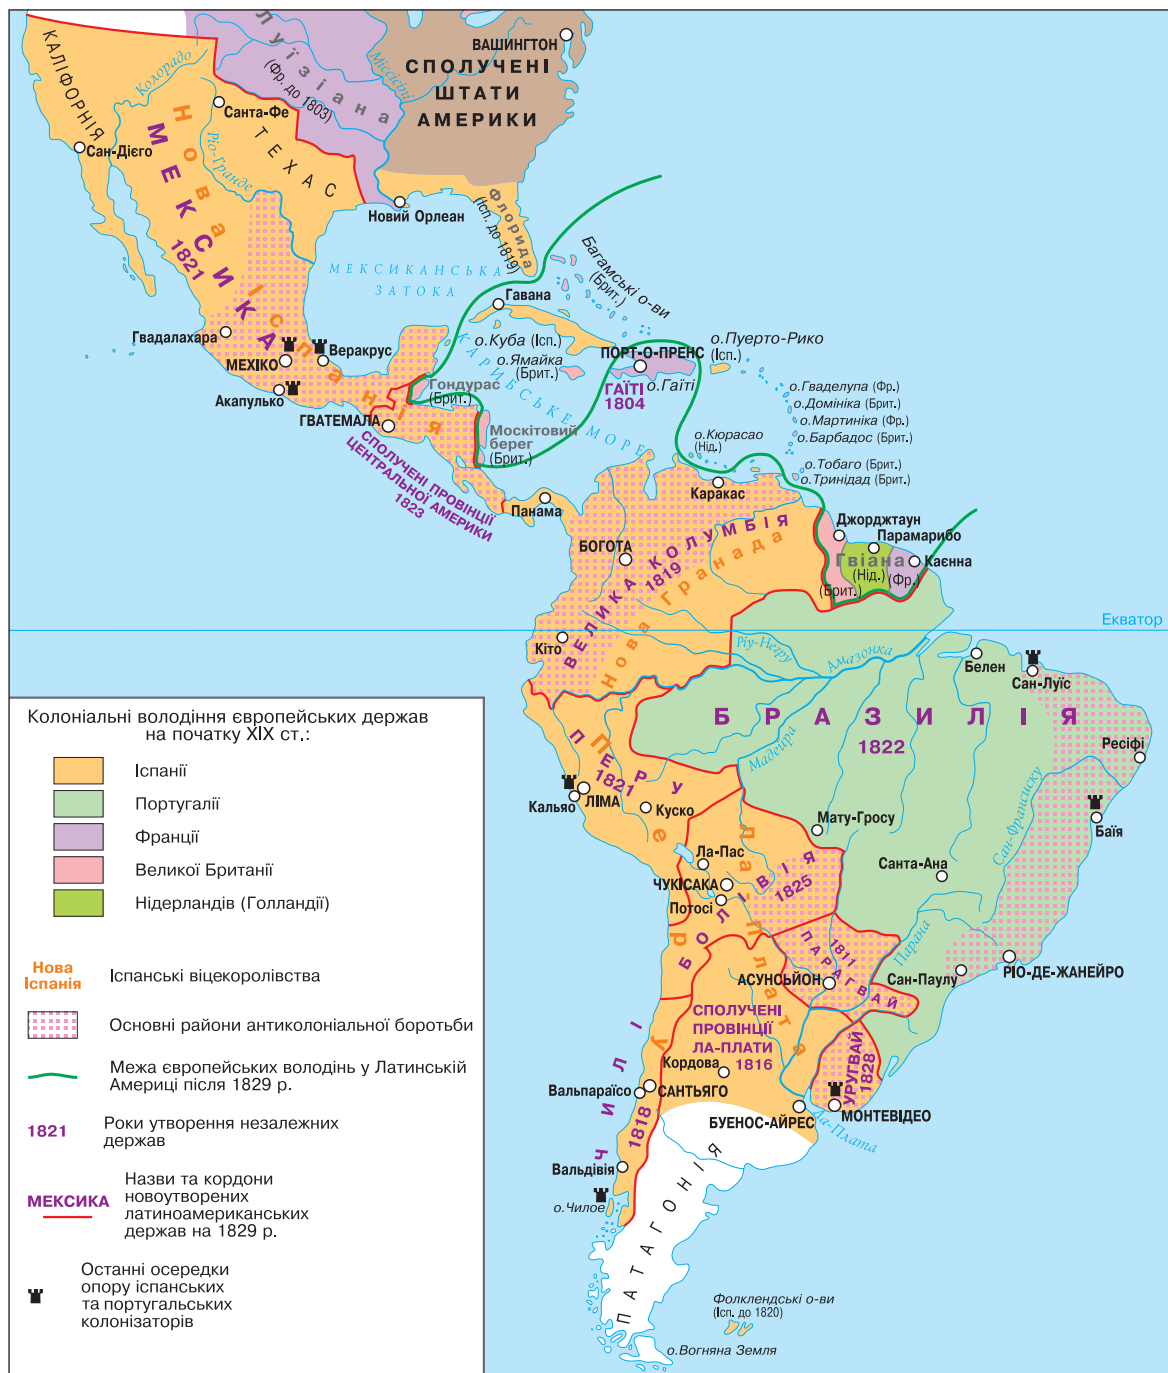 КАЛІФОРНІЯ
Колорадо
Луїзіана
(Фр. до 1803)
Міссісіпі
ВАШИНГТОН
СПОЛУЧЕНІ
ШТАТИ
АМЕРИКИ
Санта-Фе
Сан-Дієго
Ріо-Гранде
ТЕХАС
Нова Іспанія
МЕКСИКА
1821
Новий Орлеан
Флорида
(Ісп. до 1819)
МЕКСИКАНСЬКА
ЗАТОКА
Багамські о-ви
(Брит.)
Гавана
о.Куба (Ісп.)
о.Ямайка
(Брит.)
ПОРТ-О-ПРЕНС
о.Гаїті
ГАЇТІ
1804
о.Пуерто-Рико
(Ісп.)
Гвадалахара
МЕХІКО
Веракрус
Акапулько
ГВАТЕМАЛА
Гондурас
(Брит.)
Москітовий
берег
(Брит.)
КАРИБСЬКЕ МОРЕ
о.Гваделупа (Фр.)
о.Домініка (Брит.)
о.Мартиніка (Фр.)
о.Барбадос (Брит.)
о.Кюрасао
(Нід.)
о.Тобаго (Брит.)
о.Тринідад (Брит.)
СПОЛУЧЕНІ ПРОВІНЦІЇ
ЦЕНТРАЛЬНОЇ АМЕРИКИ
1823
Панама
Каракас
БОГОТА
ВЕЛИКА КОЛУМБІЯ
1819
Нова Гранада
Джорджтаун
Парамарибо
Каєнна
Гвіана
(Брит.)
(Нід.)
(Фр.)
Екватор
Кіто
Ріу-Негру
Амазонка
Белен
Сан-Луїс
БРАЗИЛІЯ
1822
Ресіфі
Мадейра
Перу
ПЕРУ
1821
Кальяо
ЛІМА
Куско
Мату-Гросу
Сан-Франсиску
Баїя
Ла-Пас
Санта-Ана
ЧУКІСАКА
Потосі
БОЛІВІЯ
1825
Ла Плата
Парана
1811
ПАРАГВАЙ
АСУНСЬЙОН
Сан-Паулу
РІО-ДЕ-ЖАНЕЙРО
СПОЛУЧЕНІ
ПРОВІНЦІЇ
ЛА-ПЛАТИ
1816
Кордова
УРУГВАЙ
1828
ЧИЛІ
1818
Вальпараїсо
САНТЬЯГО
БУЕНОС-АЙРЕС
МОНТЕВІДЕО
Ла-Плата
Вальдівія
о.Чилое
ПАТАГОНІЯ
Фолклендські о-ви
(Ісп. до 1820)
о.Вогняна Земля
Колоніальні володіння європейських держав
на початку ХІХ ст.:
Іспанії
Португалії
Франції
Великої Британії
Нідерландів (Голландії)
Нова
Іспанія
Іспанські віцекоролівства
Основні райони антиколоніальної боротьби
Межа європейських володінь у Латинській
Америці після 1829 р.
1821
Роки утворення незалежних
держав
МЕКСИКА
Назви та кордони
новоутворених
латиноамериканських
держав на 1829 р.
Останні осередки
опору іспанських
та португальських
колонізаторів